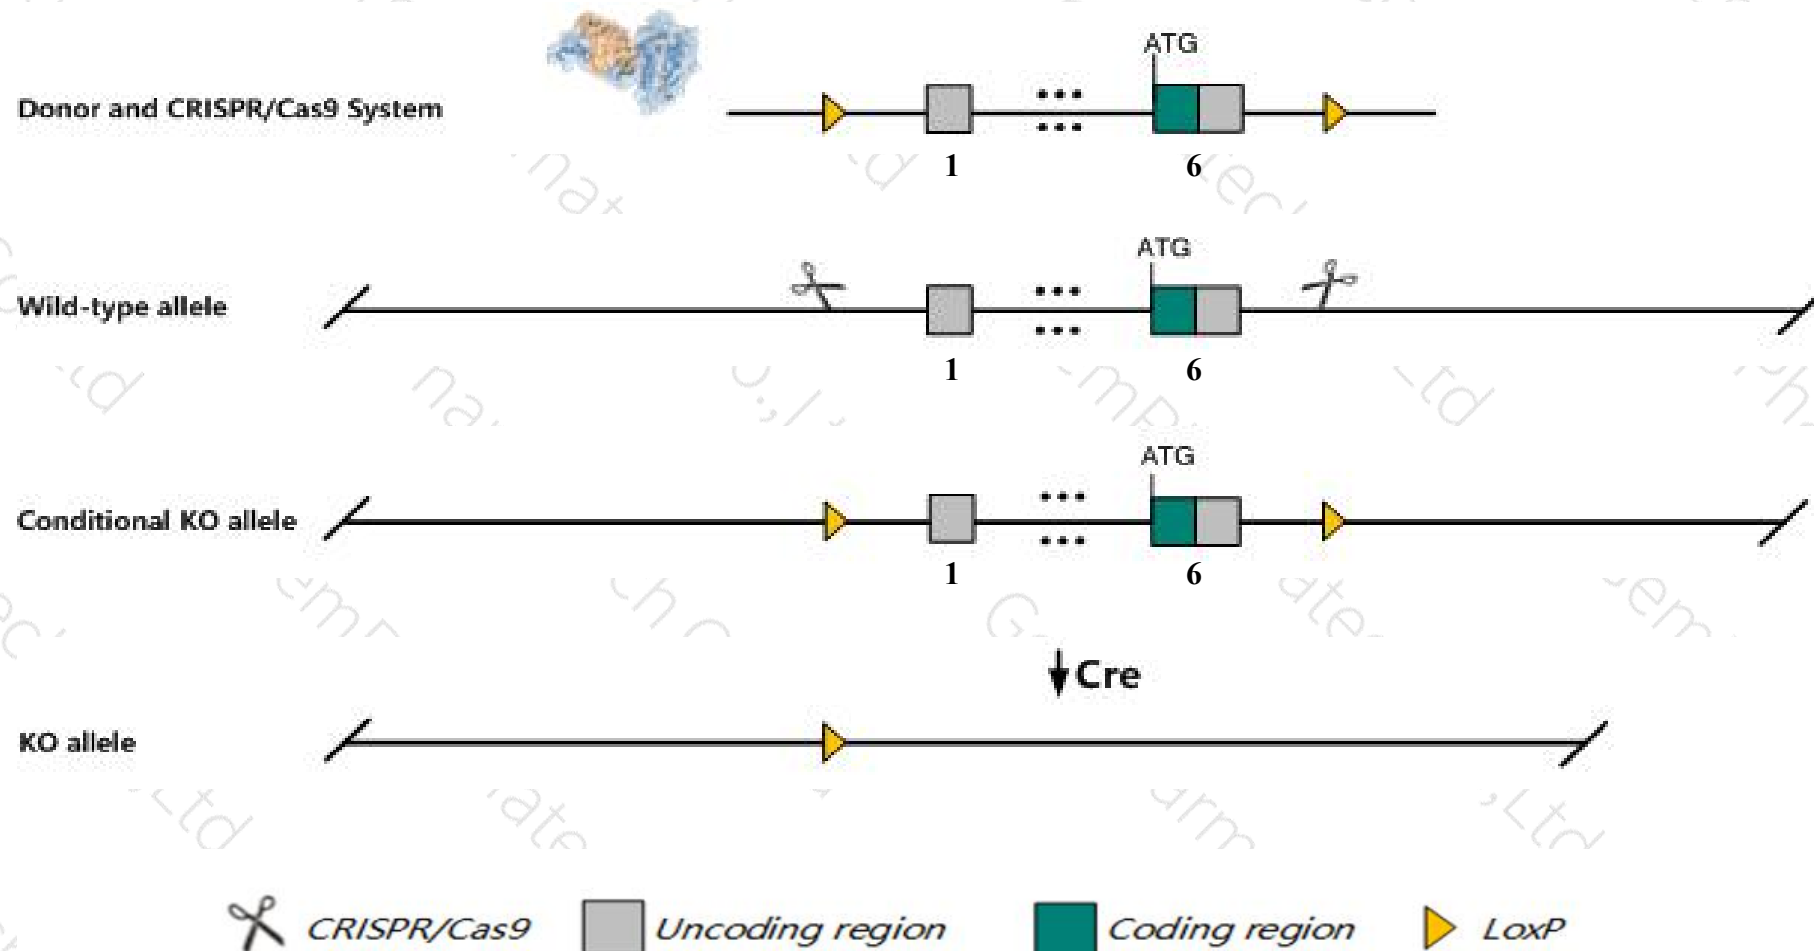 ATG
Donor and CRISPR/Cas9 System
1 6
ATG
Wild-type allele
1 6
ATG
Conditional KO allele
1 6
Cre
KO allele
CRISPR/Cas9 Uncoding region Coding region LoxP